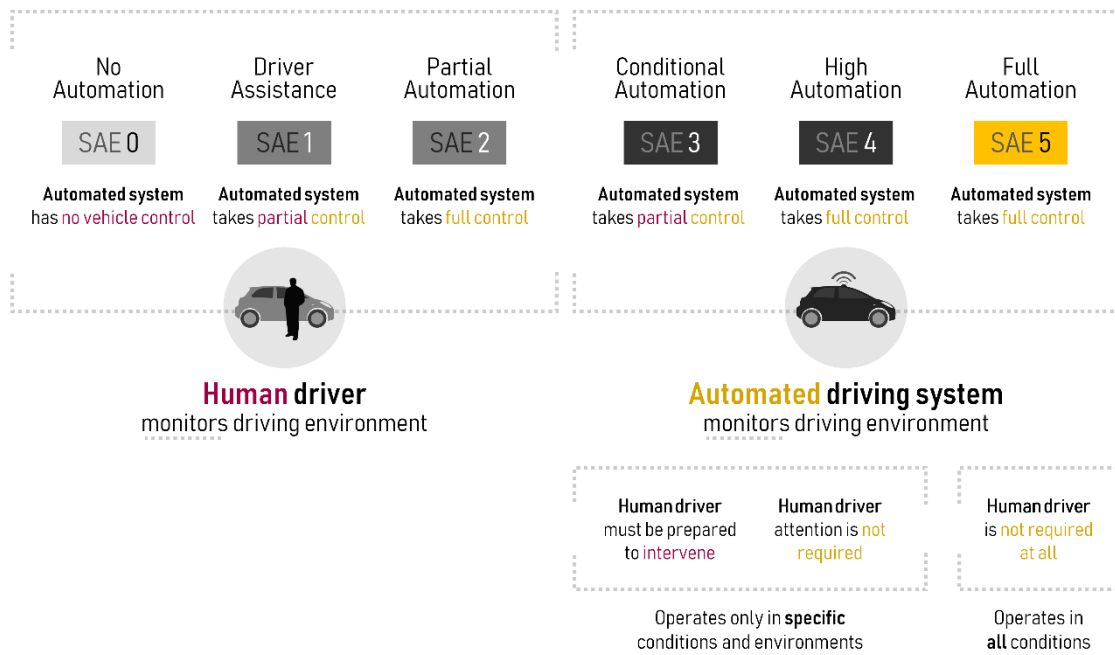 No
Automation
SAE 0
Automated system
has no vehicle control
Driver
Assistance
SAE 1
Automated system
takes partial control
Partial
Automation
SAE 2
Automated system
takes full control
Human driver
monitors driving environment
Conditional
Automation
SAE 3
Automated system
takes partial control
High
Automation
SAE 4
Automated system
takes full control
Full
Automation
SAE 5
Automated system
takes full control
Automated driving system
monitors driving environment
Human driver
must be prepared
to intervene
Human driver
attention is not
required
Operates only in specific
conditions and environments
Human driver
is not required
at all
Operates in
all conditions